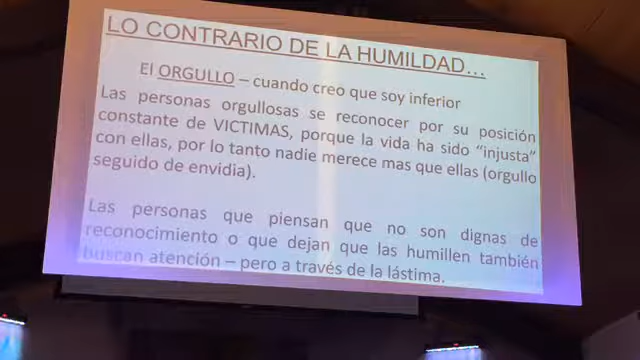 LO CONTRARIO DE LA HUMILDAD...
El ORGULLO – cuando creo que soy inferior
Las personas orgullosas se reconocer por su posición
constante de VICTIMAS, porque la vida ha sido “injusta”
con ellas, por lo tanto nadie merece mas que ellas (orgullo
seguido de envidia).
Las personas que piensan que no son dignas de
reconocimiento o que dejan que las humillen también
buscan atención – pero a través de la lástima.